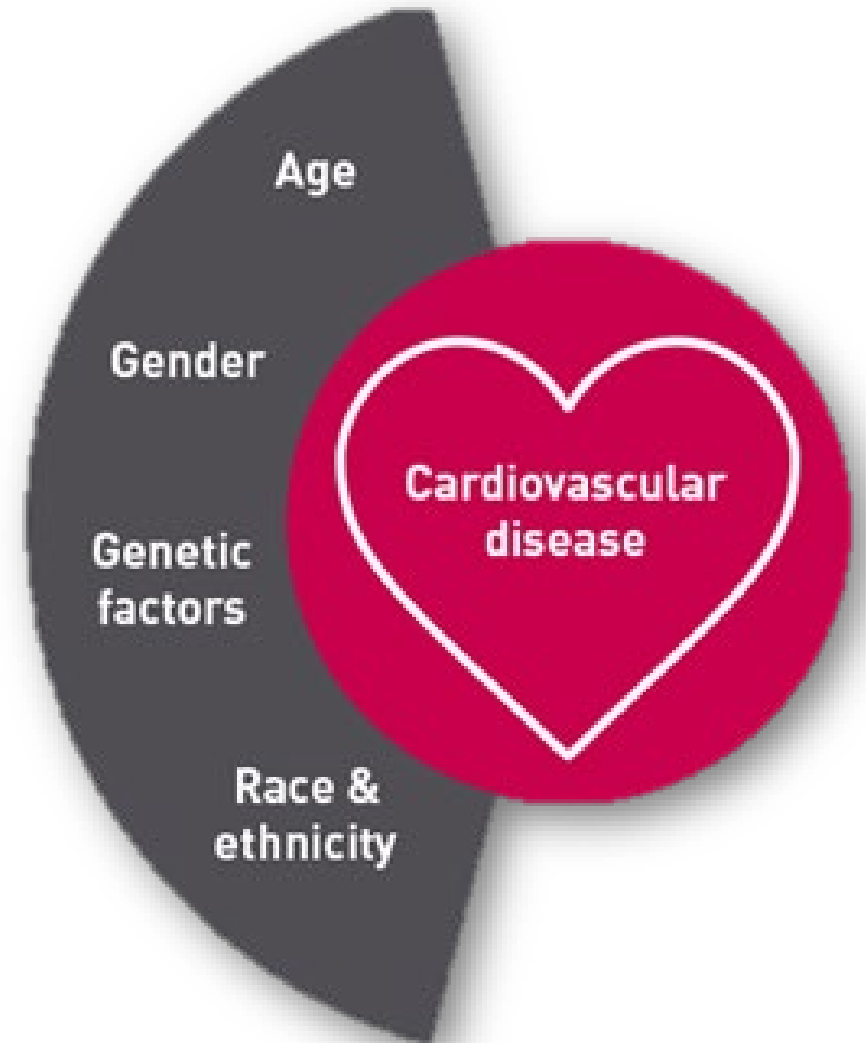 Age
Gender
Genetic
factors
Race &
ethnicity
Cardiovascular
disease